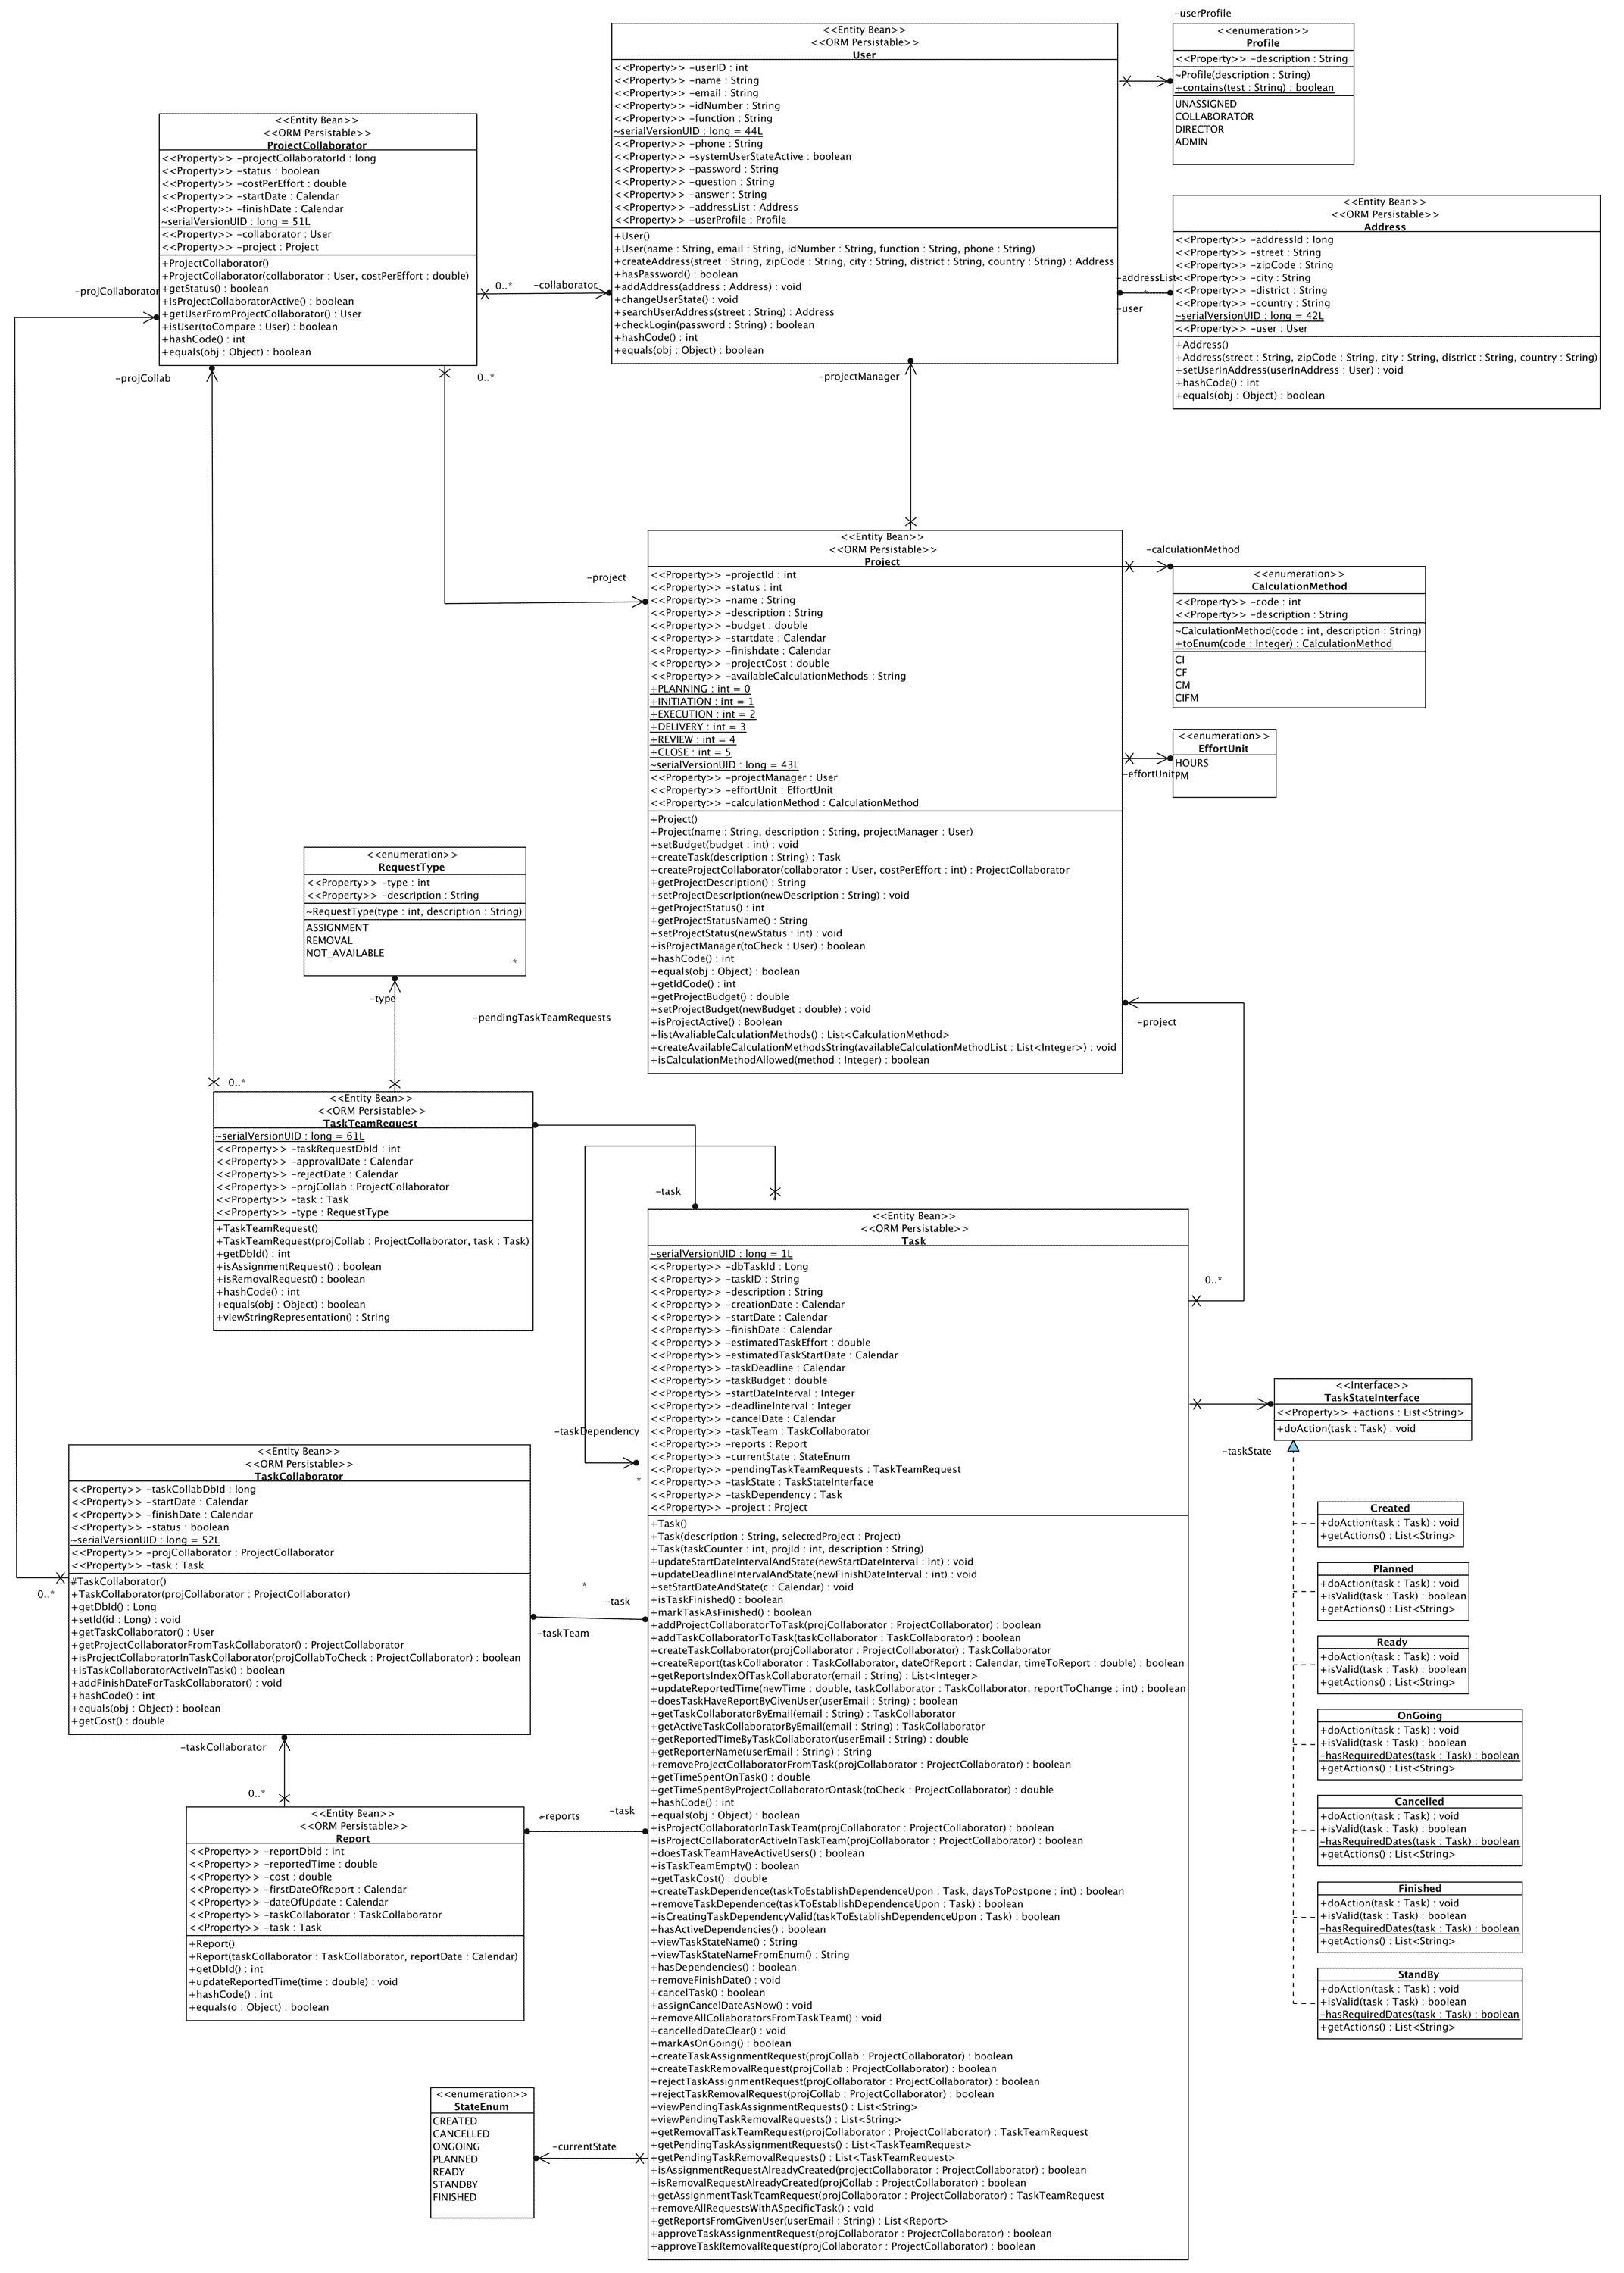 -userProfile
<<Entity Bean>>
<<ORM Persistable>>
User
<<Property>> -userID : int
<<Property>> -name : String
<<Property>> -email : String
<<Property>> -idNumber : String
<<Property>> -function : String
~serialVersionUID : long = 44L
<<Property>> -phone : String
<<Property>> -systemUserStateActive : boolean
<<Property>> -password : String
<<Property>> -question : String
<<Property>> -answer : String
<<Property>> -addressList : Address
<<Property>> -userProfile : Profile
+User()
+User(name : String, email : String, idNumber : String, function : String, phone : String)
+createAddress(street : String, zipCode : String, city : String, district : String, country : String) : Address
+hasPassword() : boolean
+addAddress(address : Address) : void
+changeUserState() : void
+searchUserAddress(street : String) : Address
+checkLogin(password : String) : boolean
+hashCode() : int
+equals(obj : Object) : boolean
<<enumeration>>
Profile
<<Property>> -description : String
~Profile(description : String)
+contains(test : String) : boolean
UNASSIGNED
COLLABORATOR
DIRECTOR
ADMIN
<<Entity Bean>>
<<ORM Persistable>>
ProjectCollaborator
<<Property>> -projectCollaboratorId : long
<<Property>> -status : boolean
<<Property>> -costPerEffort : double
<<Property>> -startDate : Calendar
<<Property>> -finishDate : Calendar
~serialVersionUID : long = 51L
<<Property>> -collaborator : User
<<Property>> -project : Project
+ProjectCollaborator()
+ProjectCollaborator(collaborator : User, costPerEffort : double)
+getStatus() : boolean
+isProjectCollaboratorActive() : boolean
+getUserFromProjectCollaborator() : User
+isUser(toCompare : User) : boolean
+hashCode() : int
+equals(obj : Object) : boolean
<<Entity Bean>>
<<ORM Persistable>>
Address
<<Property>> -addressId : long
<<Property>> -street : String
<<Property>> -zipCode : String
<<Property>> -city : String
<<Property>> -district : String
<<Property>> -country : String
~serialVersionUID : long = 42L
<<Property>> -user : User
+Address()
+Address(street : String, zipCode : String, city : String, district : String, country : String)
+setUserInAddress(userInAddress : User) : void
+hashCode() : int
+equals(obj : Object) : boolean
-projCollaborator
0..*
-collaborator
-addressList
*
-user
-projCollab
0..*
-projectManager
<<Entity Bean>>
<<ORM Persistable>>
Project
<<Property>> -projectId : int
<<Property>> -status : int
<<Property>> -name : String
<<Property>> -description : String
<<Property>> -budget : double
<<Property>> -startdate : Calendar
<<Property>> -finishdate : Calendar
<<Property>> -projectCost : double
<<Property>> -availableCalculationMethods : String
+PLANNING : int = 0
+INITIATION : int = 1
+EXECUTION : int = 2
+DELIVERY : int = 3
+REVIEW : int = 4
+CLOSE : int = 5
~serialVersionUID : long = 43L
<<Property>> -projectManager : User
<<Property>> -effortUnit : EffortUnit
<<Property>> -calculationMethod : CalculationMethod
+Project()
+Project(name : String, description : String, projectManager : User)
+setBudget(budget : int) : void
+createTask(description : String) : Task
+createProjectCollaborator(collaborator : User, costPerEffort : int) : ProjectCollaborator
+getProjectDescription() : String
+setProjectDescription(newDescription : String) : void
+getProjectStatus() : int
+getProjectStatusName() : String
+setProjectStatus(newStatus : int) : void
+isProjectManager(toCheck : User) : boolean
+hashCode() : int
+equals(obj : Object) : boolean
+getIdCode() : int
+getProjectBudget() : double
+setProjectBudget(newBudget : double) : void
+isProjectActive() : Boolean
+listAvaliableCalculationMethods() : List<CalculationMethod>
+createAvailableCalculationMethodsString(availableCalculationMethodList : List<Integer>) : void
+isCalculationMethodAllowed(method : Integer) : boolean
-project
-calculationMethod
<<enumeration>>
CalculationMethod
<<Property>> -code : int
<<Property>> -description : String
~CalculationMethod(code : int, description : String)
+toEnum(code : Integer) : CalculationMethod
CI
CF
CM
CIFM
<<enumeration>>
EffortUnit
HOURS
PM
-effortUnit
<<enumeration>>
RequestType
<<Property>> -type : int
<<Property>> -description : String
~RequestType(type : int, description : String)
ASSIGNMENT
REMOVAL
NOT_AVAILABLE
*
-type
-pendingTaskTeamRequests
-project
0..*
<<Entity Bean>>
<<ORM Persistable>>
TaskTeamRequest
~serialVersionUID : long = 61L
<<Property>> -taskRequestDbId : int
<<Property>> -approvalDate : Calendar
<<Property>> -rejectDate : Calendar
<<Property>> -projCollab : ProjectCollaborator
<<Property>> -task : Task
<<Property>> -type : RequestType
+TaskTeamRequest()
+TaskTeamRequest(projCollab : ProjectCollaborator, task : Task)
+getDbId() : int
+isAssignmentRequest() : boolean
+isRemovalRequest() : boolean
+hashCode() : int
+equals(obj : Object) : boolean
+viewStringRepresentation() : String
-task
*
0..*
<<Entity Bean>>
<<ORM Persistable>>
Task
~serialVersionUID : long = 1L
<<Property>> -dbTaskId : Long
<<Property>> -taskID : String
<<Property>> -description : String
<<Property>> -creationDate : Calendar
<<Property>> -startDate : Calendar
<<Property>> -finishDate : Calendar
<<Property>> -estimatedTaskEffort : double
<<Property>> -estimatedTaskStartDate : Calendar
<<Property>> -taskDeadline : Calendar
<<Property>> -taskBudget : double
<<Property>> -startDateInterval : Integer
<<Property>> -deadlineInterval : Integer
<<Property>> -cancelDate : Calendar
<<Property>> -taskTeam : TaskCollaborator
<<Property>> -reports : Report
<<Property>> -currentState : StateEnum
<<Property>> -pendingTaskTeamRequests : TaskTeamRequest
<<Property>> -taskState : TaskStateInterface
<<Property>> -taskDependency : Task
<<Property>> -project : Project
+Task()
+Task(description : String, selectedProject : Project)
+Task(taskCounter : int, projId : int, description : String)
+updateStartDateIntervalAndState(newStartDateInterval : int) : void
+updateDeadlineIntervalAndState(newFinishDateInterval : int) : void
+setStartDateAndState(c : Calendar) : void
+isTaskFinished() : boolean
+markTaskAsFinished() : boolean
+addProjectCollaboratorToTask(projCollaborator : ProjectCollaborator) : boolean
+addTaskCollaboratorToTask(taskCollaborator : TaskCollaborator) : boolean
+createTaskCollaborator(projCollaborator : ProjectCollaborator) : TaskCollaborator
+createReport(taskCollaborator : TaskCollaborator, dateOfReport : Calendar, timeToReport : double) : boolean
+getReportsIndexOfTaskCollaborator(email : String) : List<Integer>
+updateReportedTime(newTime : double, taskCollaborator : TaskCollaborator, reportToChange : int) : boolean
+doesTaskHaveReportByGivenUser(userEmail : String) : boolean
+getTaskCollaboratorByEmail(email : String) : TaskCollaborator
+getActiveTaskCollaboratorByEmail(email : String) : TaskCollaborator
+getReportedTimeByTaskCollaborator(userEmail : String) : double
+getReporterName(userEmail : String) : String
+removeProjectCollaboratorFromTask(projCollaborator : ProjectCollaborator) : boolean
+getTimeSpentOnTask() : double
+getTimeSpentByProjectCollaboratorOntask(toCheck : ProjectCollaborator) : double
+hashCode() : int
+equals(obj : Object) : boolean
+isProjectCollaboratorInTaskTeam(projCollaborator : ProjectCollaborator) : boolean
+isProjectCollaboratorActiveInTaskTeam(projCollaborator : ProjectCollaborator) : boolean
+doesTaskTeamHaveActiveUsers() : boolean
+isTaskTeamEmpty() : boolean
+getTaskCost() : double
+createTaskDependence(taskToEstablishDependenceUpon : Task, daysToPostpone : int) : boolean
+removeTaskDependence(taskToEstablishDependenceUpon : Task) : boolean
+isCreatingTaskDependencyValid(taskToEstablishDependenceUpon : Task) : boolean
+hasActiveDependencies() : boolean
+viewTaskStateName() : String
+viewTaskStateNameFromEnum() : String
+hasDependencies() : boolean
+removeFinishDate() : void
+cancelTask() : boolean
+assignCancelDateAsNow() : void
+removeAllCollaboratorsFromTaskTeam() : void
+cancelledDateClear() : void
+markAsOnGoing() : boolean
+createTaskAssignmentRequest(projCollab : ProjectCollaborator) : boolean
+createTaskRemovalRequest(projCollab : ProjectCollaborator) : boolean
+rejectTaskAssignmentRequest(projCollaborator : ProjectCollaborator) : boolean
+rejectTaskRemovalRequest(projCollab : ProjectCollaborator) : boolean
+viewPendingTaskAssignmentRequests() : List<String>
+viewPendingTaskRemovalRequests() : List<String>
+getRemovalTaskTeamRequest(projCollaborator : ProjectCollaborator) : TaskTeamRequest
+getPendingTaskAssignmentRequests() : List<TaskTeamRequest>
+getPendingTaskRemovalRequests() : List<TaskTeamRequest>
+isAssignmentRequestAlreadyCreated(projectCollaborator : ProjectCollaborator) : boolean
+isRemovalRequestAlreadyCreated(projCollab : ProjectCollaborator) : boolean
+getAssignmentTaskTeamRequest(projCollaborator : ProjectCollaborator) : TaskTeamRequest
+removeAllRequestsWithASpecificTask() : void
+getReportsFromGivenUser(userEmail : String) : List<Report>
+approveTaskAssignmentRequest(projCollaborator : ProjectCollaborator) : boolean
+approveTaskRemovalRequest(projCollaborator : ProjectCollaborator) : boolean
-taskDependency
*
<<Interface>>
TaskStateInterface
<<Property>> +actions : List<String>
+doAction(task : Task) : void
-taskState
Created
+doAction(task : Task) : void
+getActions() : List<String>
Planned
+doAction(task : Task) : void
+isValid(task : Task) : boolean
+getActions() : List<String>
Ready
+doAction(task : Task) : void
+isValid(task : Task) : boolean
+getActions() : List<String>
OnGoing
+doAction(task : Task) : void
+isValid(task : Task) : boolean
-hasRequiredDates(task : Task) : boolean
+getActions() : List<String>
Cancelled
+doAction(task : Task) : void
+isValid(task : Task) : boolean
-hasRequiredDates(task : Task) : boolean
+getActions() : List<String>
Finished
+doAction(task : Task) : void
+isValid(task : Task) : boolean
-hasRequiredDates(task : Task) : boolean
+getActions() : List<String>
StandBy
+doAction(task : Task) : void
+isValid(task : Task) : boolean
-hasRequiredDates(task : Task) : boolean
+getActions() : List<String>
<<Entity Bean>>
<<ORM Persistable>>
TaskCollaborator
<<Property>> -taskCollabDbId : long
<<Property>> -startDate : Calendar
<<Property>> -finishDate : Calendar
<<Property>> -status : boolean
~serialVersionUID : long = 52L
<<Property>> -projCollaborator : ProjectCollaborator
<<Property>> -task : Task
#TaskCollaborator()
+TaskCollaborator(projCollaborator : ProjectCollaborator)
+getDbId() : Long
+setId(id : Long) : void
+getTaskCollaborator() : User
+getProjectCollaboratorFromTaskCollaborator() : ProjectCollaborator
+isProjectCollaboratorInTaskCollaborator(projCollabToCheck : ProjectCollaborator) : boolean
+isTaskCollaboratorActiveInTask() : boolean
+addFinishDateForTaskCollaborator() : void
+hashCode() : int
+equals(obj : Object) : boolean
+getCost() : double
0..*
*
-task
-taskTeam
-taskCollaborator
0..*
<<Entity Bean>>
<<ORM Persistable>>
Report
<<Property>> -reportDbId : int
<<Property>> -reportedTime : double
<<Property>> -cost : double
<<Property>> -firstDateOfReport : Calendar
<<Property>> -dateOfUpdate : Calendar
<<Property>> -taskCollaborator : TaskCollaborator
<<Property>> -task : Task
+Report()
+Report(taskCollaborator : TaskCollaborator, reportDate : Calendar)
+getDbId() : int
+updateReportedTime(time : double) : void
+hashCode() : int
+equals(o : Object) : boolean
-reports
*
-task
<<enumeration>>
StateEnum
CREATED
CANCELLED
ONGOING
PLANNED
READY
STANDBY
FINISHED
-currentState